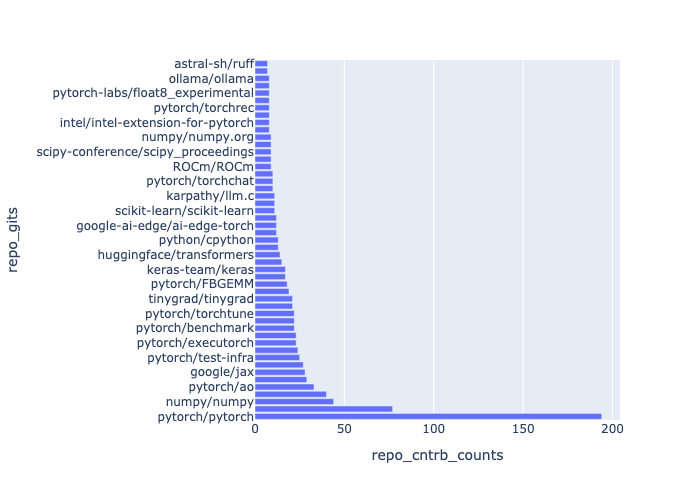 astral-sh/ruff
ollama/ollama
pytorch-labs/float8_experimental
pytorch/torchrec
intel/intel-extension-for-pytorch
numpy/numpy.org
scipy-conference/scipy_proceedings
ROCm/ROCm
pytorch/torchchat
karpathy/llm.c
scikit-learn/scikit-learn
google-ai-edge/ai-edge-torch
python/cpython
huggingface/transformers
keras-team/keras
pytorch/FBGEMM
tinygrad/tinygrad
pytorch/torchtune
pytorch/benchmark
pytorch/executorch
pytorch/test-infra
google/jax
pytorch/ao
numpy/numpy
pytorch/pytorch
repo_gits
0 50 100 150 200
repo_cntrb_counts